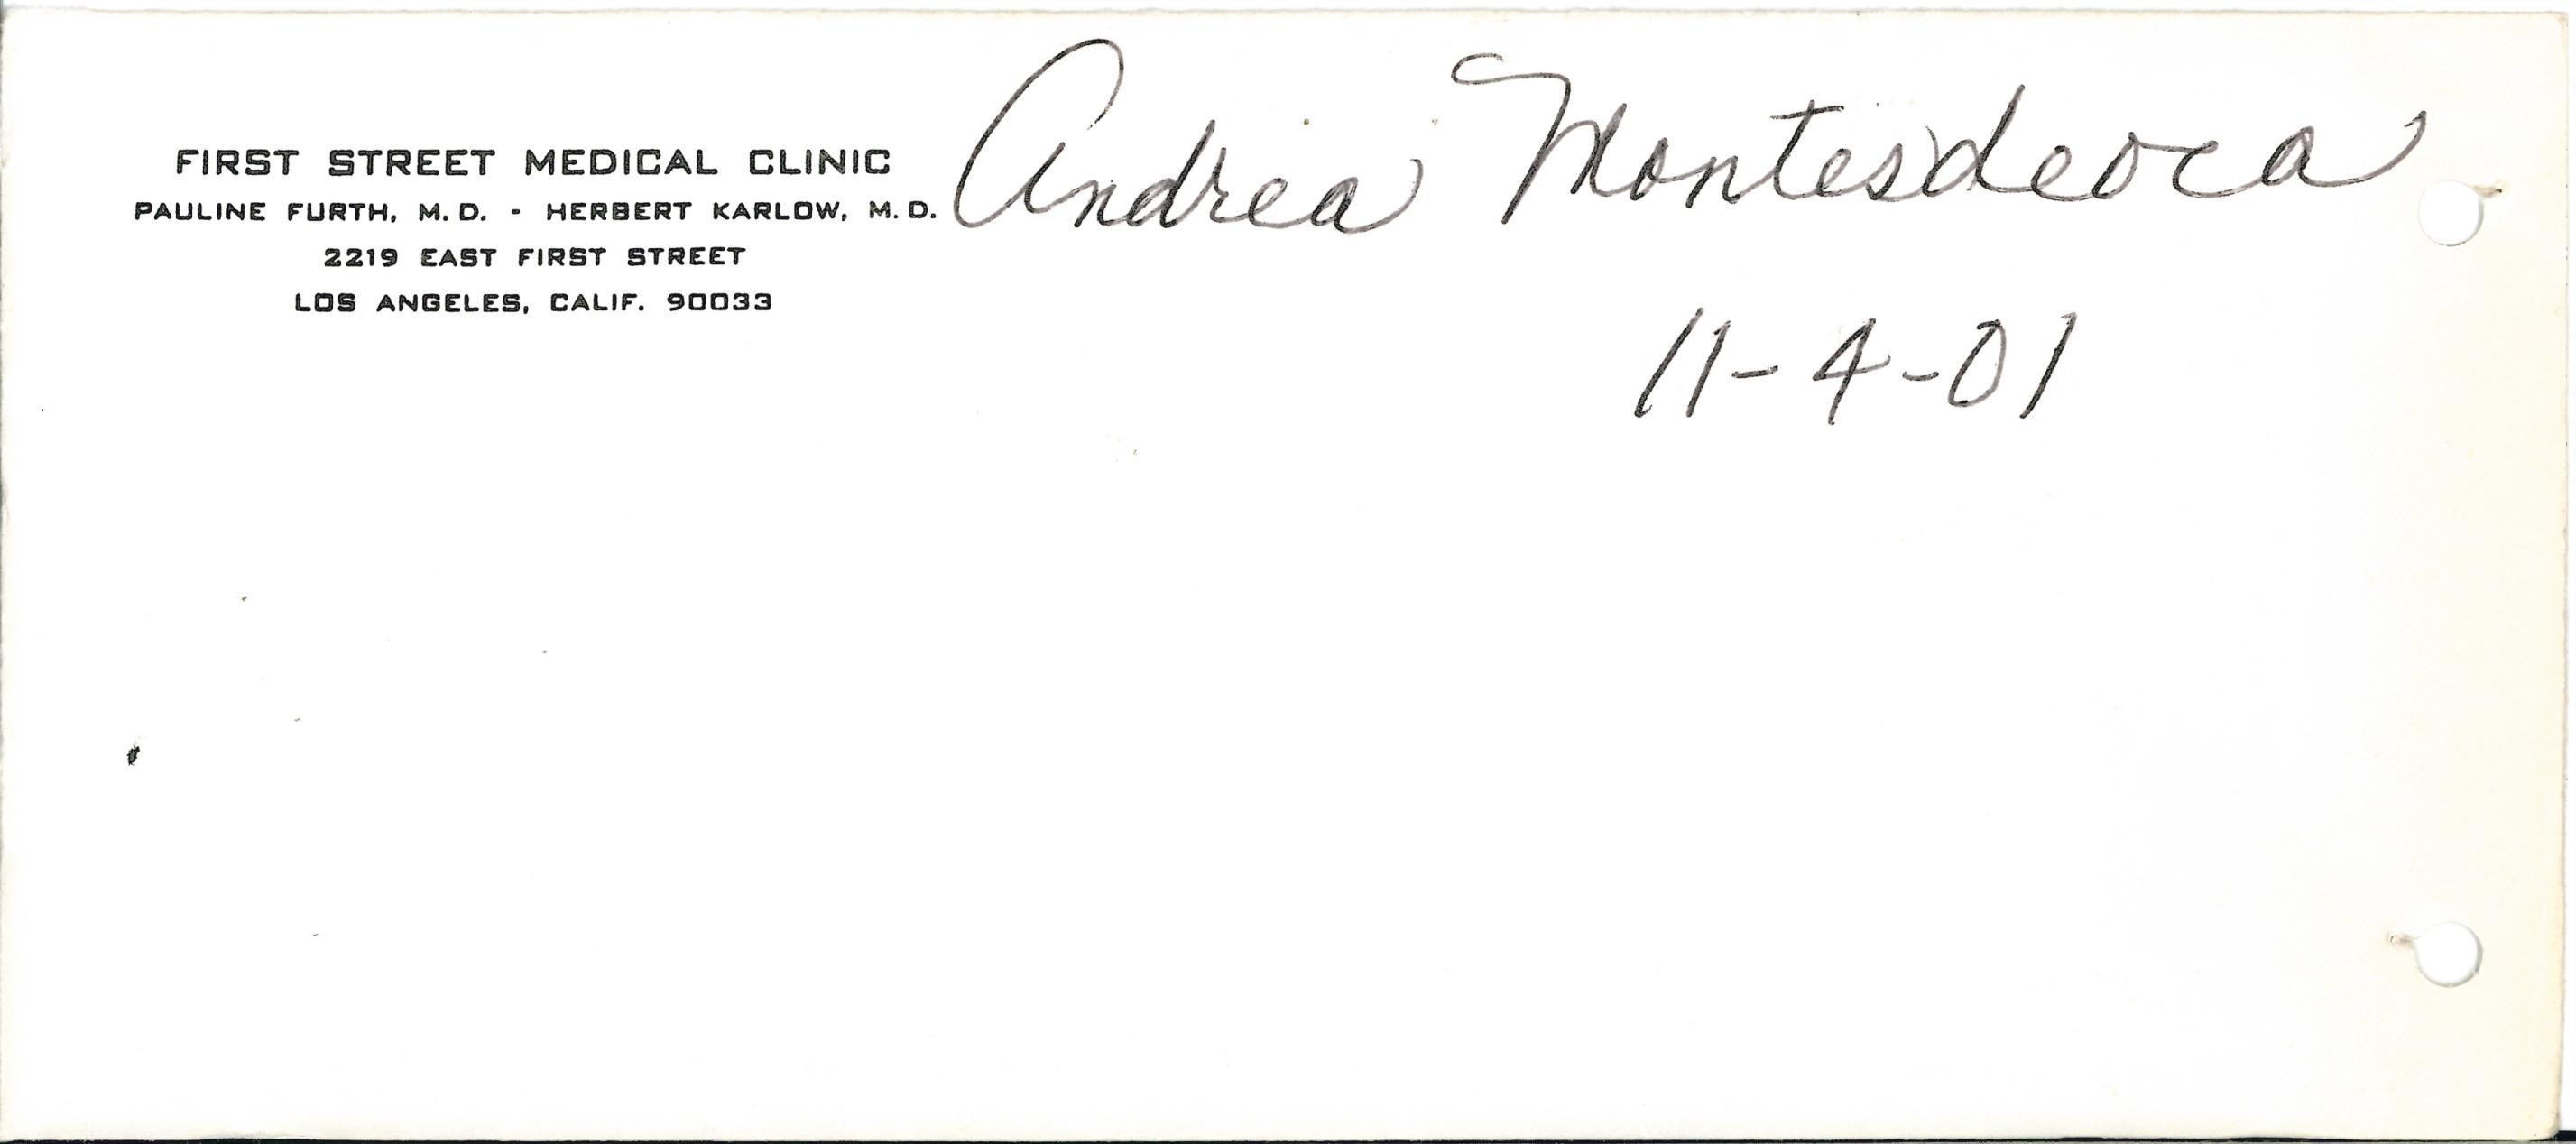 FIRST STREET MEDICAL CLINIC
PAULINE FURTH, M. D. - HERBERT KARLOW, M. D.
2219 EAST FIRST STREET
LOS ANGELES, CALIF. 90033
Andrea Montesdeoca
11-4-01